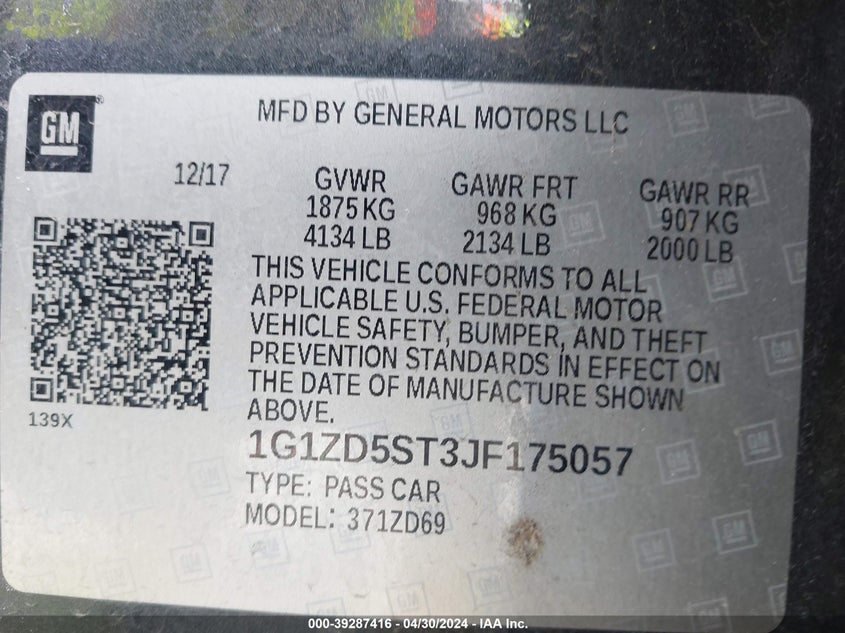 GM
®
MFD BY GENERAL MOTORS LLC
12/17
GVWR
1875 KG
4134 LB
GAWR FRT
968 KG
2134 LB
GAWR RR
907 KG
2000 LB
THIS VEHICLE CONFORMS TO ALL
APPLICABLE U.S. FEDERAL MOTOR
VEHICLE SAFETY, BUMPER, AND THEFT
PREVENTION STANDARDS IN EFFECT ON
THE DATE OF MANUFACTURE SHOWN
ABOVE.
139X
1G1ZD5ST3JF175057
TYPE: PASS CAR
MODEL: 371ZD69
000-39287416 - 04/30/2024 - IAA Inc.